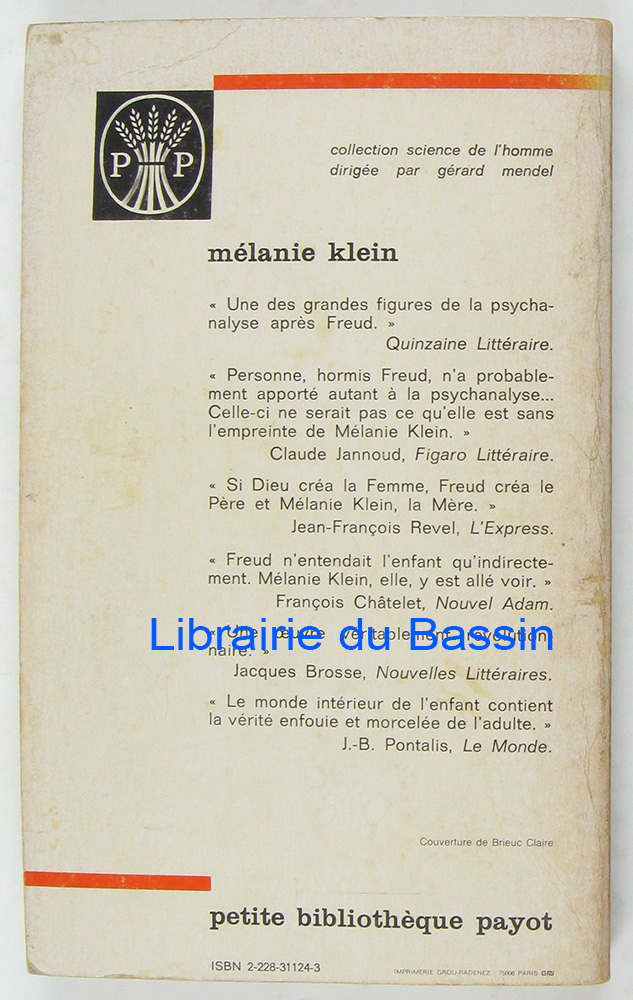 P P
collection science de l'homme
dirigée par gérard mendel
mélanie klein
« Une des grandes figures de la psycha-
nalyse après Freud. »
Quinzaine Littéraire.
« Personne, hormis Freud, n'a probable-
ment apporté autant à la psychanalyse...
Celle-ci ne serait pas ce qu'elle est sans
l'empreinte de Mélanie Klein. »
Claude Jannoud, Figaro Littéraire.
« Si Dieu créa la Femme, Freud créa le
Père et Mélanie Klein, la Mère. »
Jean-François Revel, L'Express.
« Freud n'entendait l'enfant qu'indirecte-
ment. Mélanie Klein, elle, y est allé voir. »
François Châtelet, Nouvel Adam.
Librairie du Bassin
« Une œuvre véritablement révolution-
naire. »
Jacques Brosse, Nouvelles Littéraires.
« Le monde intérieur de l'enfant contient
la vérité enfouie et morcelée de l'adulte. »
J.-B. Pontalis, Le Monde.
Couverture de Brieuc Claire
petite bibliothèque payot
ISBN 2-228-31124-3
IMPRIMERIE GROU-RADENEZ - 75006 PARIS